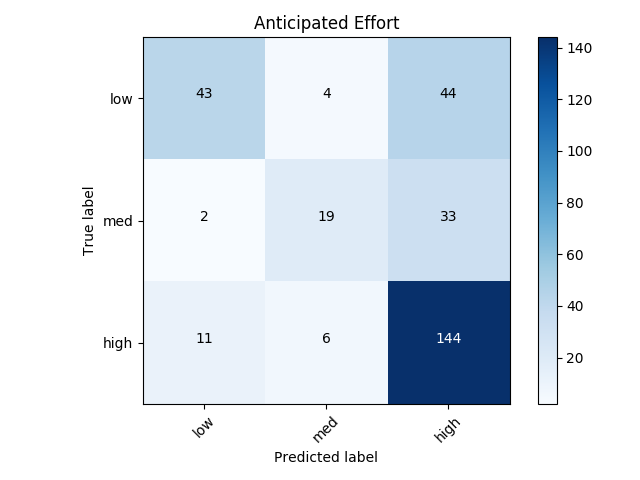 Anticipated Effort
low 43 4 44
med 2 19 33
high 11 6 144
low med high
Predicted label
True label
140
120
100
80
60
40
20